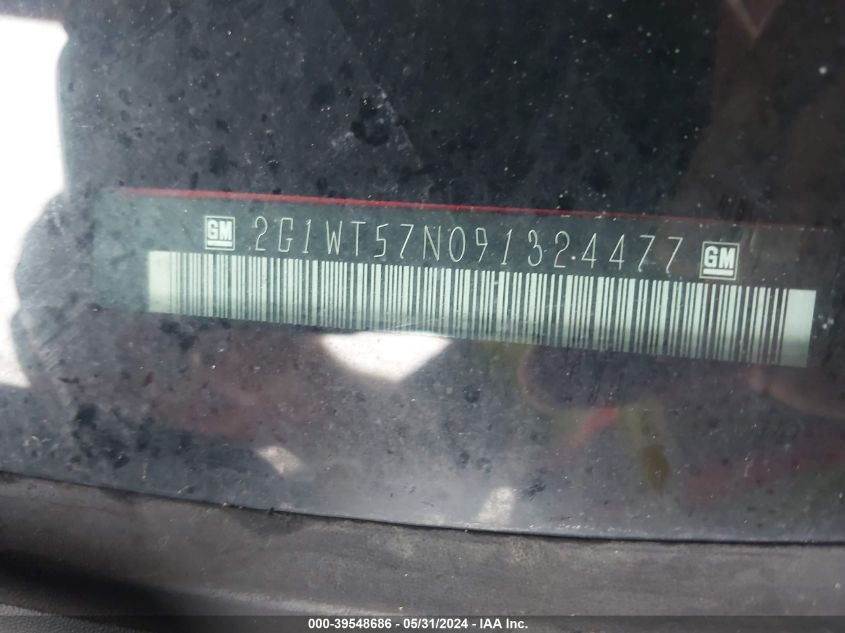 GM 2G1WT57N091324477 GM
000-39548686 - 05/31/2024 - IAA Inc.